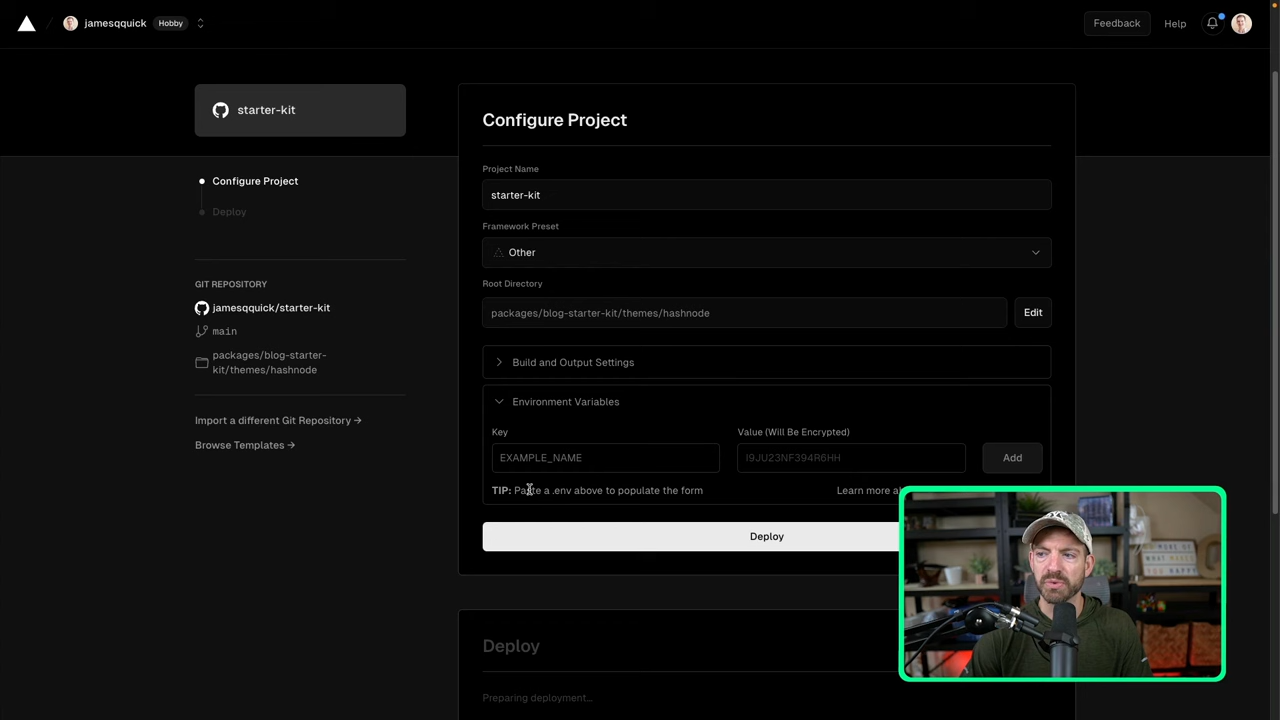 jamesqquick Hobby
Feedback Help
starter-kit
Configure Project
Deploy
GIT REPOSITORY
jamesqquick/starter-kit
main
packages/blog-starter-
kit/themes/hashnode
Import a different Git Repository →
Browse Templates →
Configure Project
Project Name
starter-kit
Framework Preset
Other
Root Directory
packages/blog-starter-kit/themes/hashnode
Edit
Build and Output Settings
Environment Variables
Key Value (Will Be Encrypted)
EXAMPLE_NAME I9JU23NF394R6HH Add
TIP: Paste a .env above to populate the form Learn more
Deploy
Deploy
Preparing deployment...